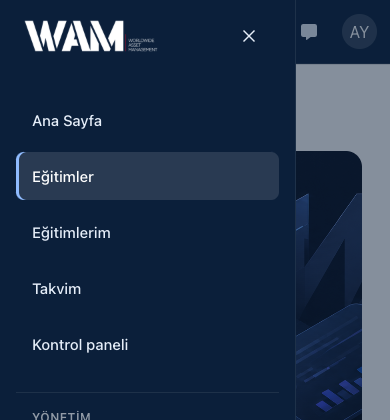 WAM
WORLDWIDE
ASSET
MANAGEMENT
AY
Ana Sayfa
Eğitimler
Eğitimlerim
Takvim
Kontrol paneli
YÖNETİM